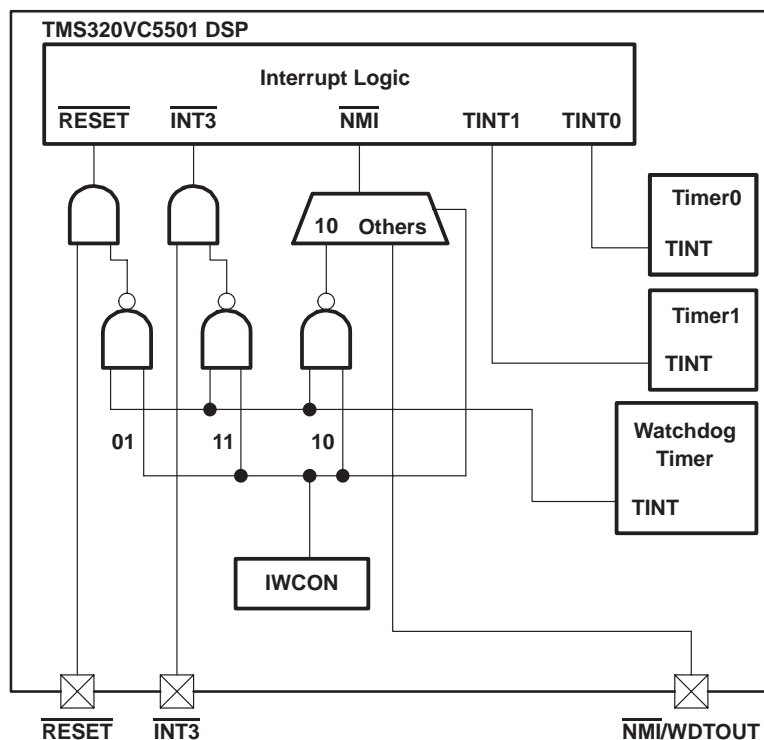 TMS320VC5501 DSP
Interrupt Logic
RESET INT3 NMI TINT1 TINT0
10 Others
Timer0
TINT
Timer1
TINT
01 11 10
Watchdog
Timer
TINT
IWCON
RESET INT3 NMI/WDTOUT